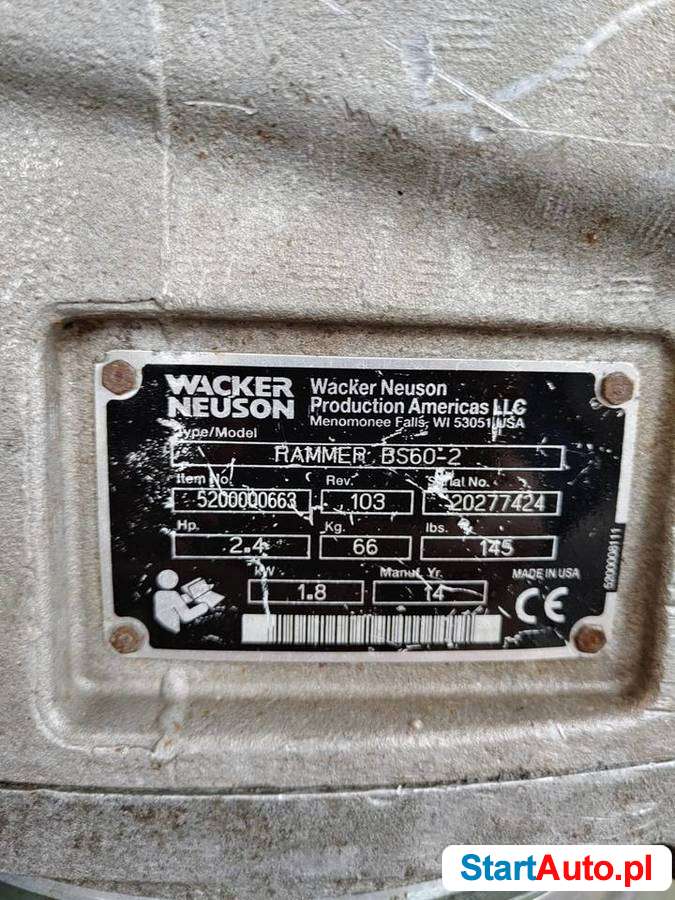 WACKER
NEUSON
Wacker Neuson
Production Americas LLC
Menomonee Falls, WI 53051 USA
Type/Model
RAMMER BS60-2
Item No. Rev. Serial No.
5200000663 103 20277424
Hp. Kg. lbs.
2.4 66 145
kW Manuf. Yr. MADE IN USA
1.8 14 CE
5200008111
StartAuto.pl